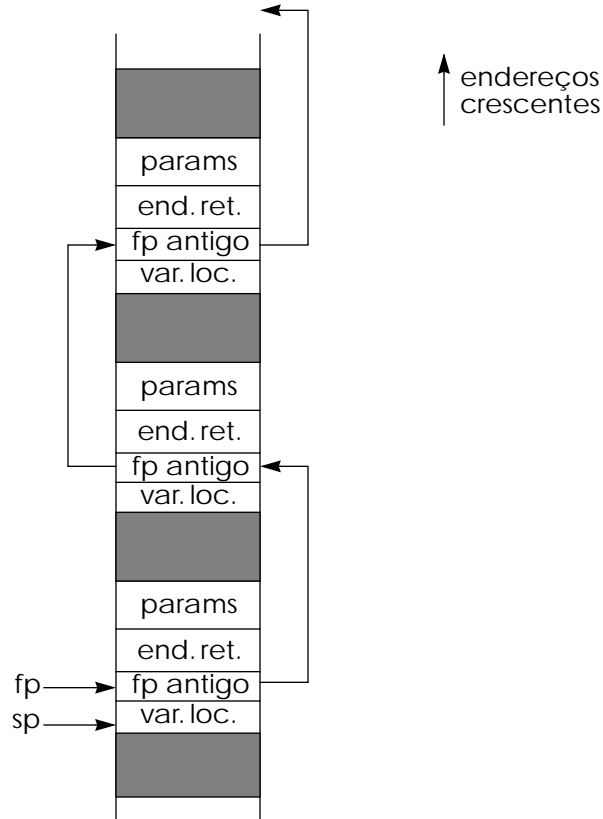 endereços
crescentes
params
end. ret.
fp antigo
var. loc.
params
end. ret.
fp antigo
var. loc.
params
end. ret.
fp
fp antigo
sp
var. loc.